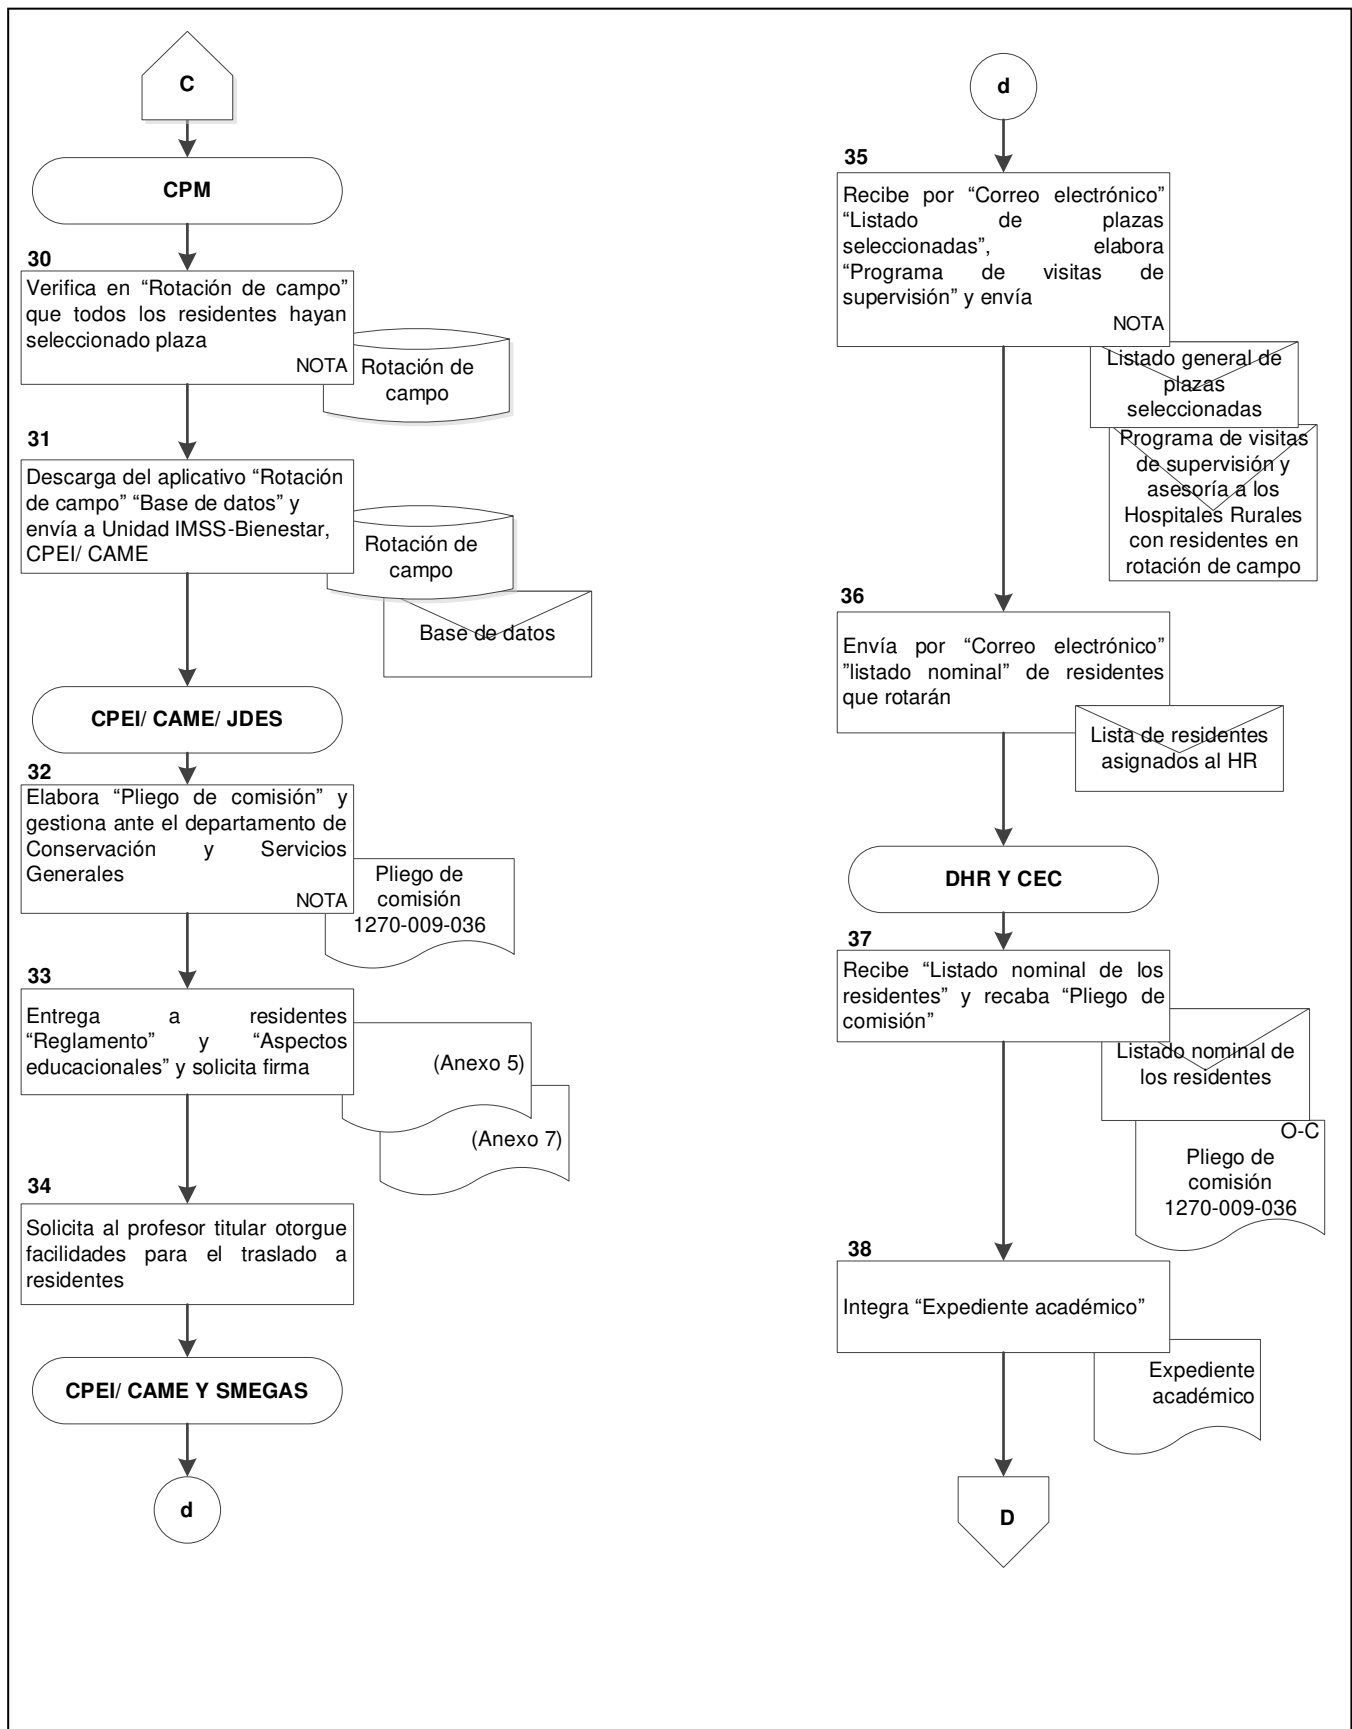 C
CPM
30
Verifica en “Rotación de campo”
que todos los residentes hayan
seleccionado plaza
NOTA
Rotación de
campo
31
Descarga del aplicativo “Rotación
de campo” “Base de datos” y
envía a Unidad IMSS-Bienestar,
CPEI/ CAME
Rotación de
campo
Base de datos
CPEI/ CAME/ JDES
32
Elabora “Pliego de comisión” y
gestiona ante el departamento de
Conservación y Servicios
Generales
NOTA
Pliego de
comisión
1270-009-036
33
Entrega a residentes
“Reglamento” y “Aspectos
educacionales” y solicita firma
(Anexo 5)
(Anexo 7)
34
Solicita al profesor titular otorgue
facilidades para el traslado a
residentes
CPEI/ CAME Y SMEGAS
d
d
35
Recibe por “Correo electrónico”
“Listado de plazas
seleccionadas”, elabora
“Programa de visitas de
supervisión” y envía
NOTA
Listado general de
plazas
seleccionadas
Programa de visitas
de supervisión y
asesoría a los
Hospitales Rurales
con residentes en
rotación de campo
36
Envía por “Correo electrónico”
”listado nominal” de residentes
que rotarán
Lista de residentes
asignados al HR
DHR Y CEC
37
Recibe “Listado nominal de los
residentes” y recaba “Pliego de
comisión”
Listado nominal de
los residentes
O-C
Pliego de
comisión
1270-009-036
38
Integra “Expediente académico”
Expediente
académico
D